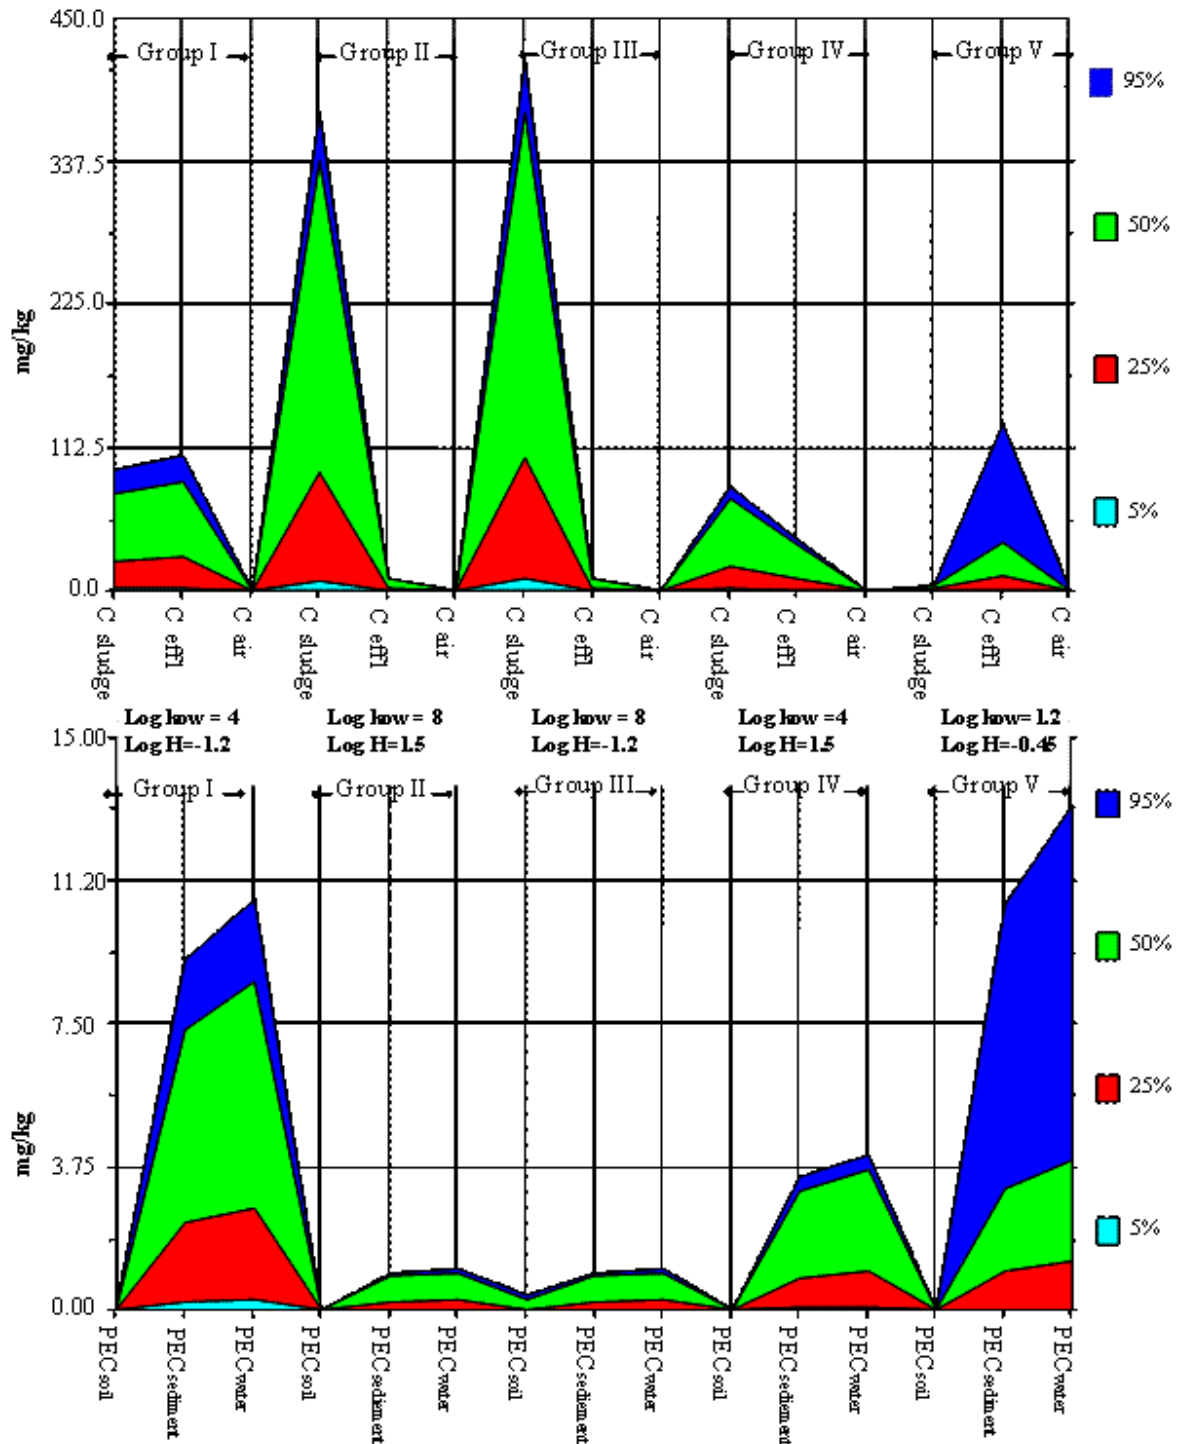 450.0
Group I Group II Group III Group IV Group V
95%
337.5
50%
225.0
mg/kg
25%
112.5
5%
0.0
C sludge
C effl
C air
C sludge
C effl
C air
C sludge
C effl
C air
C sludge
C effl
C air
C sludge
C effl
C air
Log kow = 4 Log kow = 8 Log kow = 8 Log kow =4 Log kow=1.2
15.00
Log H=-1.2 Log H=1.5 Log H=-1.2 Log H=1.5 Log H=-0.45
Group I Group II Group III Group IV Group V
95%
11.20
50%
7.50
mg/kg
25%
3.75
5%
0.00
PEC soil
PEC sediement
PEC water
PEC soil
PEC sediement
PEC water
PEC soil
PEC sediement
PEC water
PEC soil
PEC sediement
PEC water
PEC soil
PEC sediment
PEC water